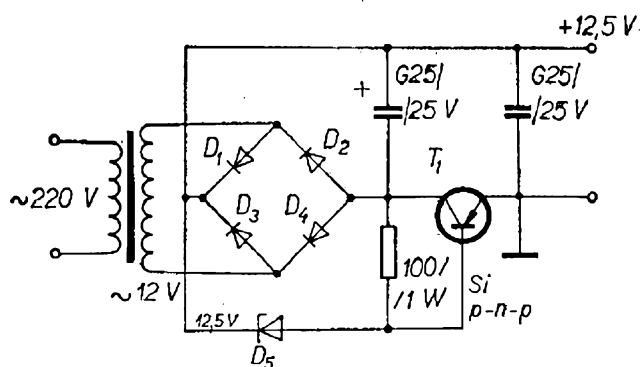 +12,5 V
G25/
/25 V
+
G25/
/25 V
T1
D1
D2
D3
D4
~220 V
~12 V
100/
/1 W
Si
p-n-p
12,5 V
D5